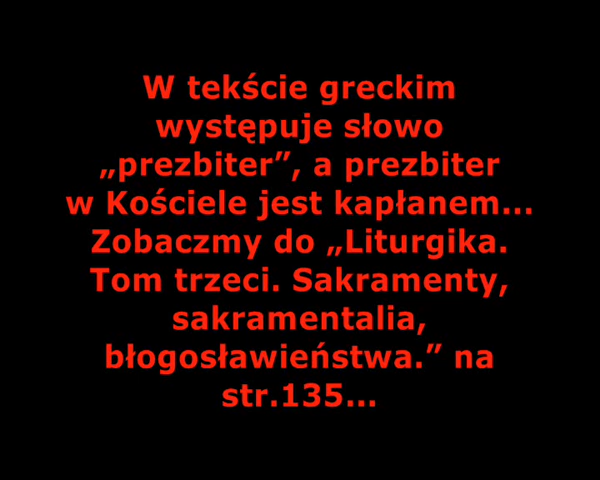 W tekście greckim
występuje słowo
„prezbiter”, a prezbiter
w Kościele jest kapłanem...
Zobaczmy do „Liturgika.
Tom trzeci. Sakramenty,
sakramentalia,
błogosławieństwa.” na
str.135...